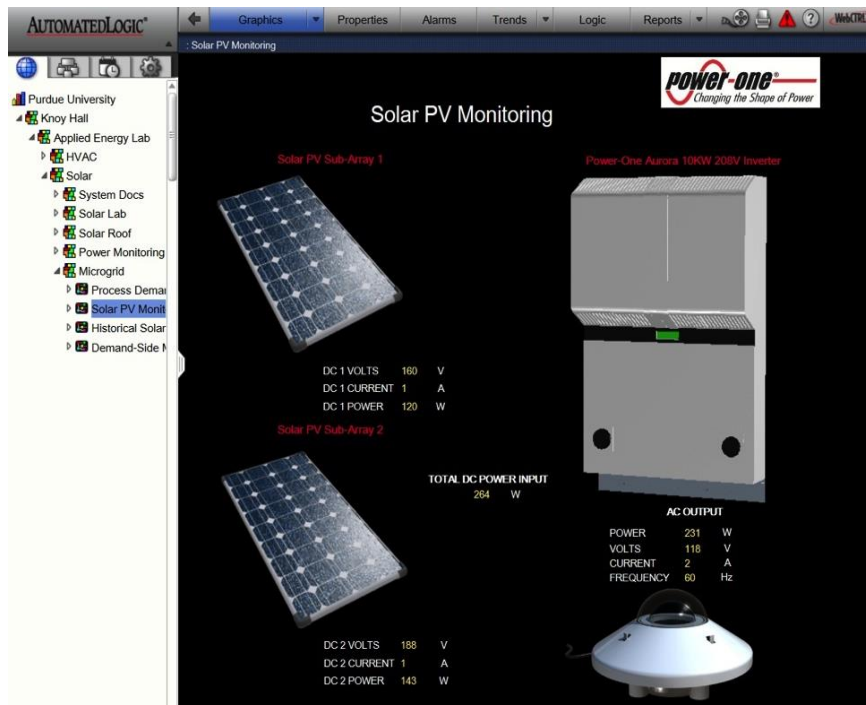 AUTOMATEDLOGIC®
Graphics Properties Alarms Trends Logic Reports WebCTRL
: Solar PV Monitoring
Purdue University
Knoy Hall
Applied Energy Lab
HVAC
Solar
System Docs
Solar Lab
Solar Roof
Power Monitoring
Microgrid
Process Dema
Solar PV Monit
Historical Solar
Demand-Side M
power-one®
Changing the Shape of Power
Solar PV Monitoring
Solar PV Sub-Array 1
DC 1 VOLTS 160 V
DC 1 CURRENT 1 A
DC 1 POWER 120 W
Solar PV Sub-Array 2
DC 2 VOLTS 188 V
DC 2 CURRENT 1 A
DC 2 POWER 143 W
TOTAL DC POWER INPUT
264 W
Power-One Aurora 10KW 208V Inverter
AC OUTPUT
POWER 231 W
VOLTS 118 V
CURRENT 2 A
FREQUENCY 60 Hz